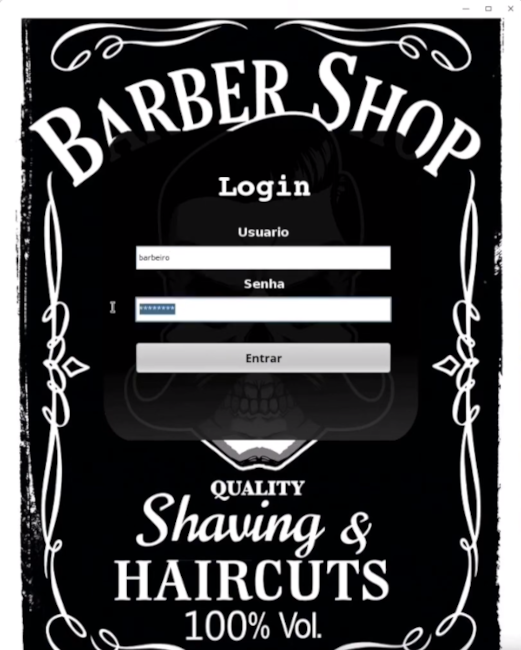 BARBER SHOP
Login
Usuario
barbeiro
Senha
********
Entrar
QUALITY
Shaving &
HAIRCUTS
100% Vol.